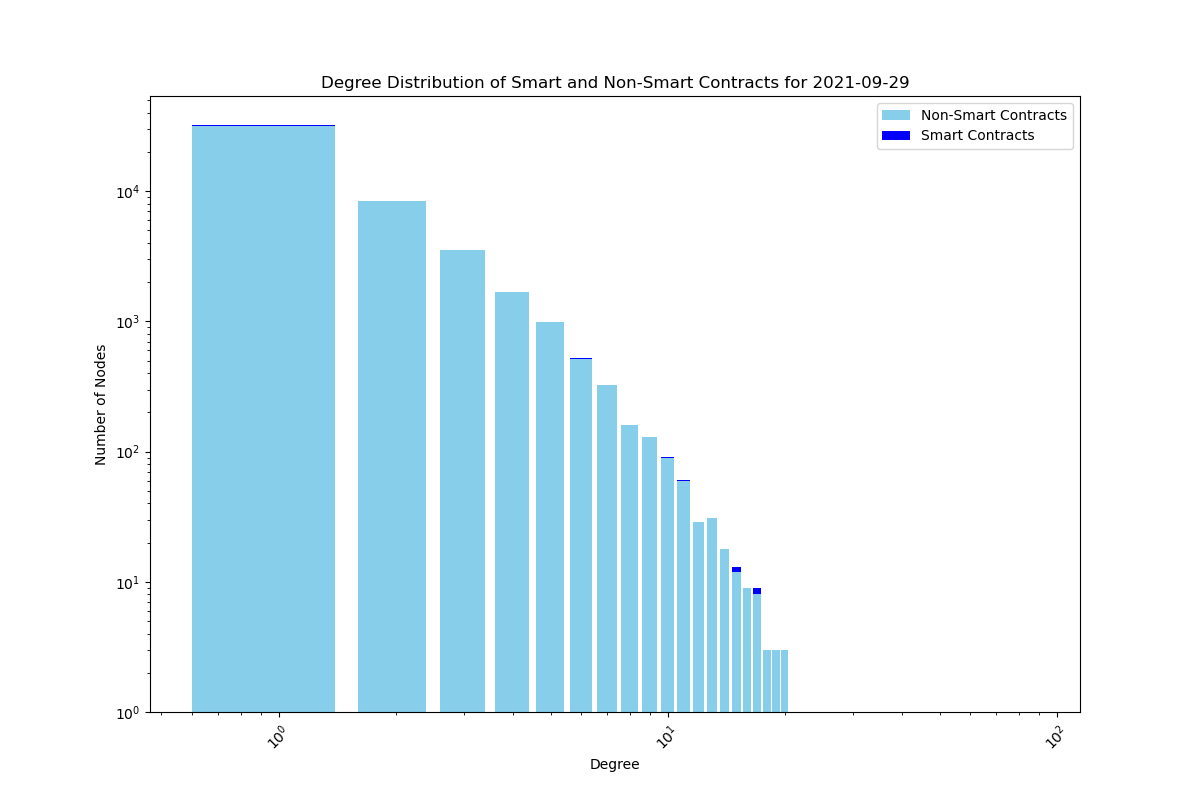 Degree Distribution of Smart and Non-Smart Contracts for 2021-09-29
Non-Smart Contracts
Smart Contracts
Number of Nodes
10⁴
10³
10²
10¹
10⁰
10⁰
10¹
10²
Degree